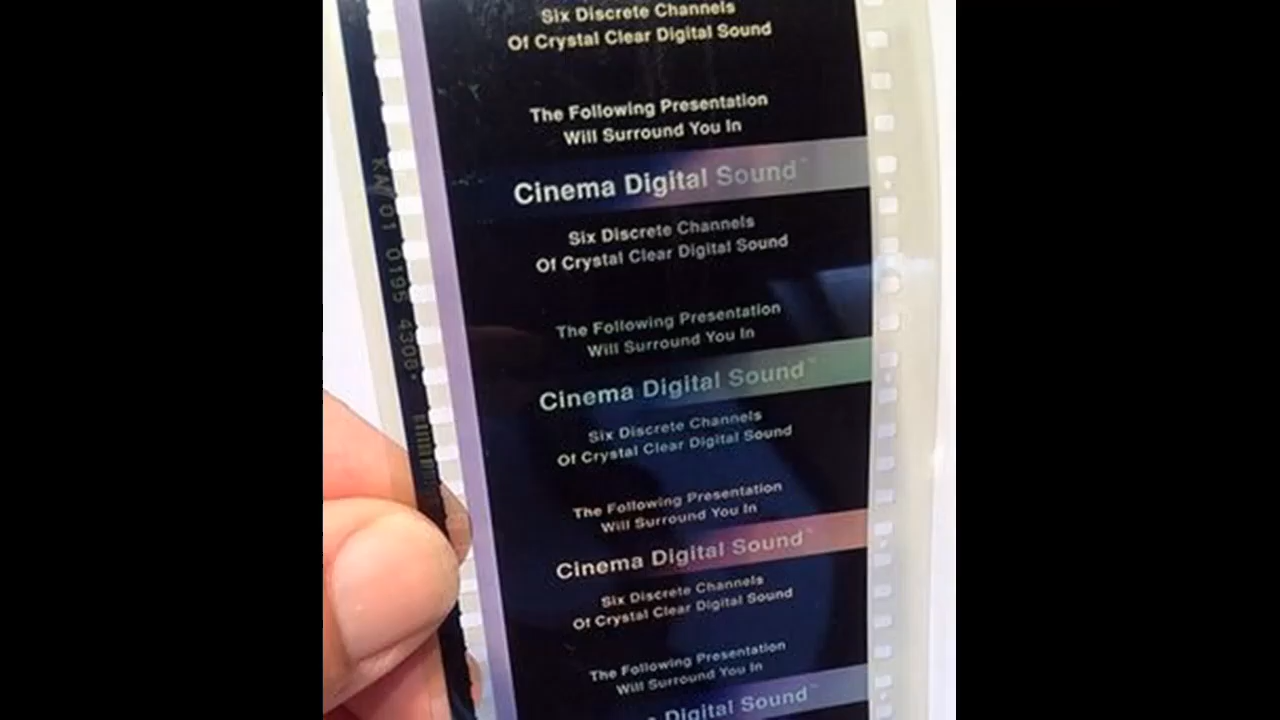 Six Discrete Channels
Of Crystal Clear Digital Sound
The Following Presentation
Will Surround You In
Cinema Digital Sound™
Six Discrete Channels
Of Crystal Clear Digital Sound
The Following Presentation
Will Surround You In
Cinema Digital Sound™
Six Discrete Channels
Of Crystal Clear Digital Sound
The Following Presentation
Will Surround You In
Cinema Digital Sound™
Six Discrete Channels
Of Crystal Clear Digital Sound
The Following Presentation
Will Surround You In
Digital Sound™
KA 01 0195 4308